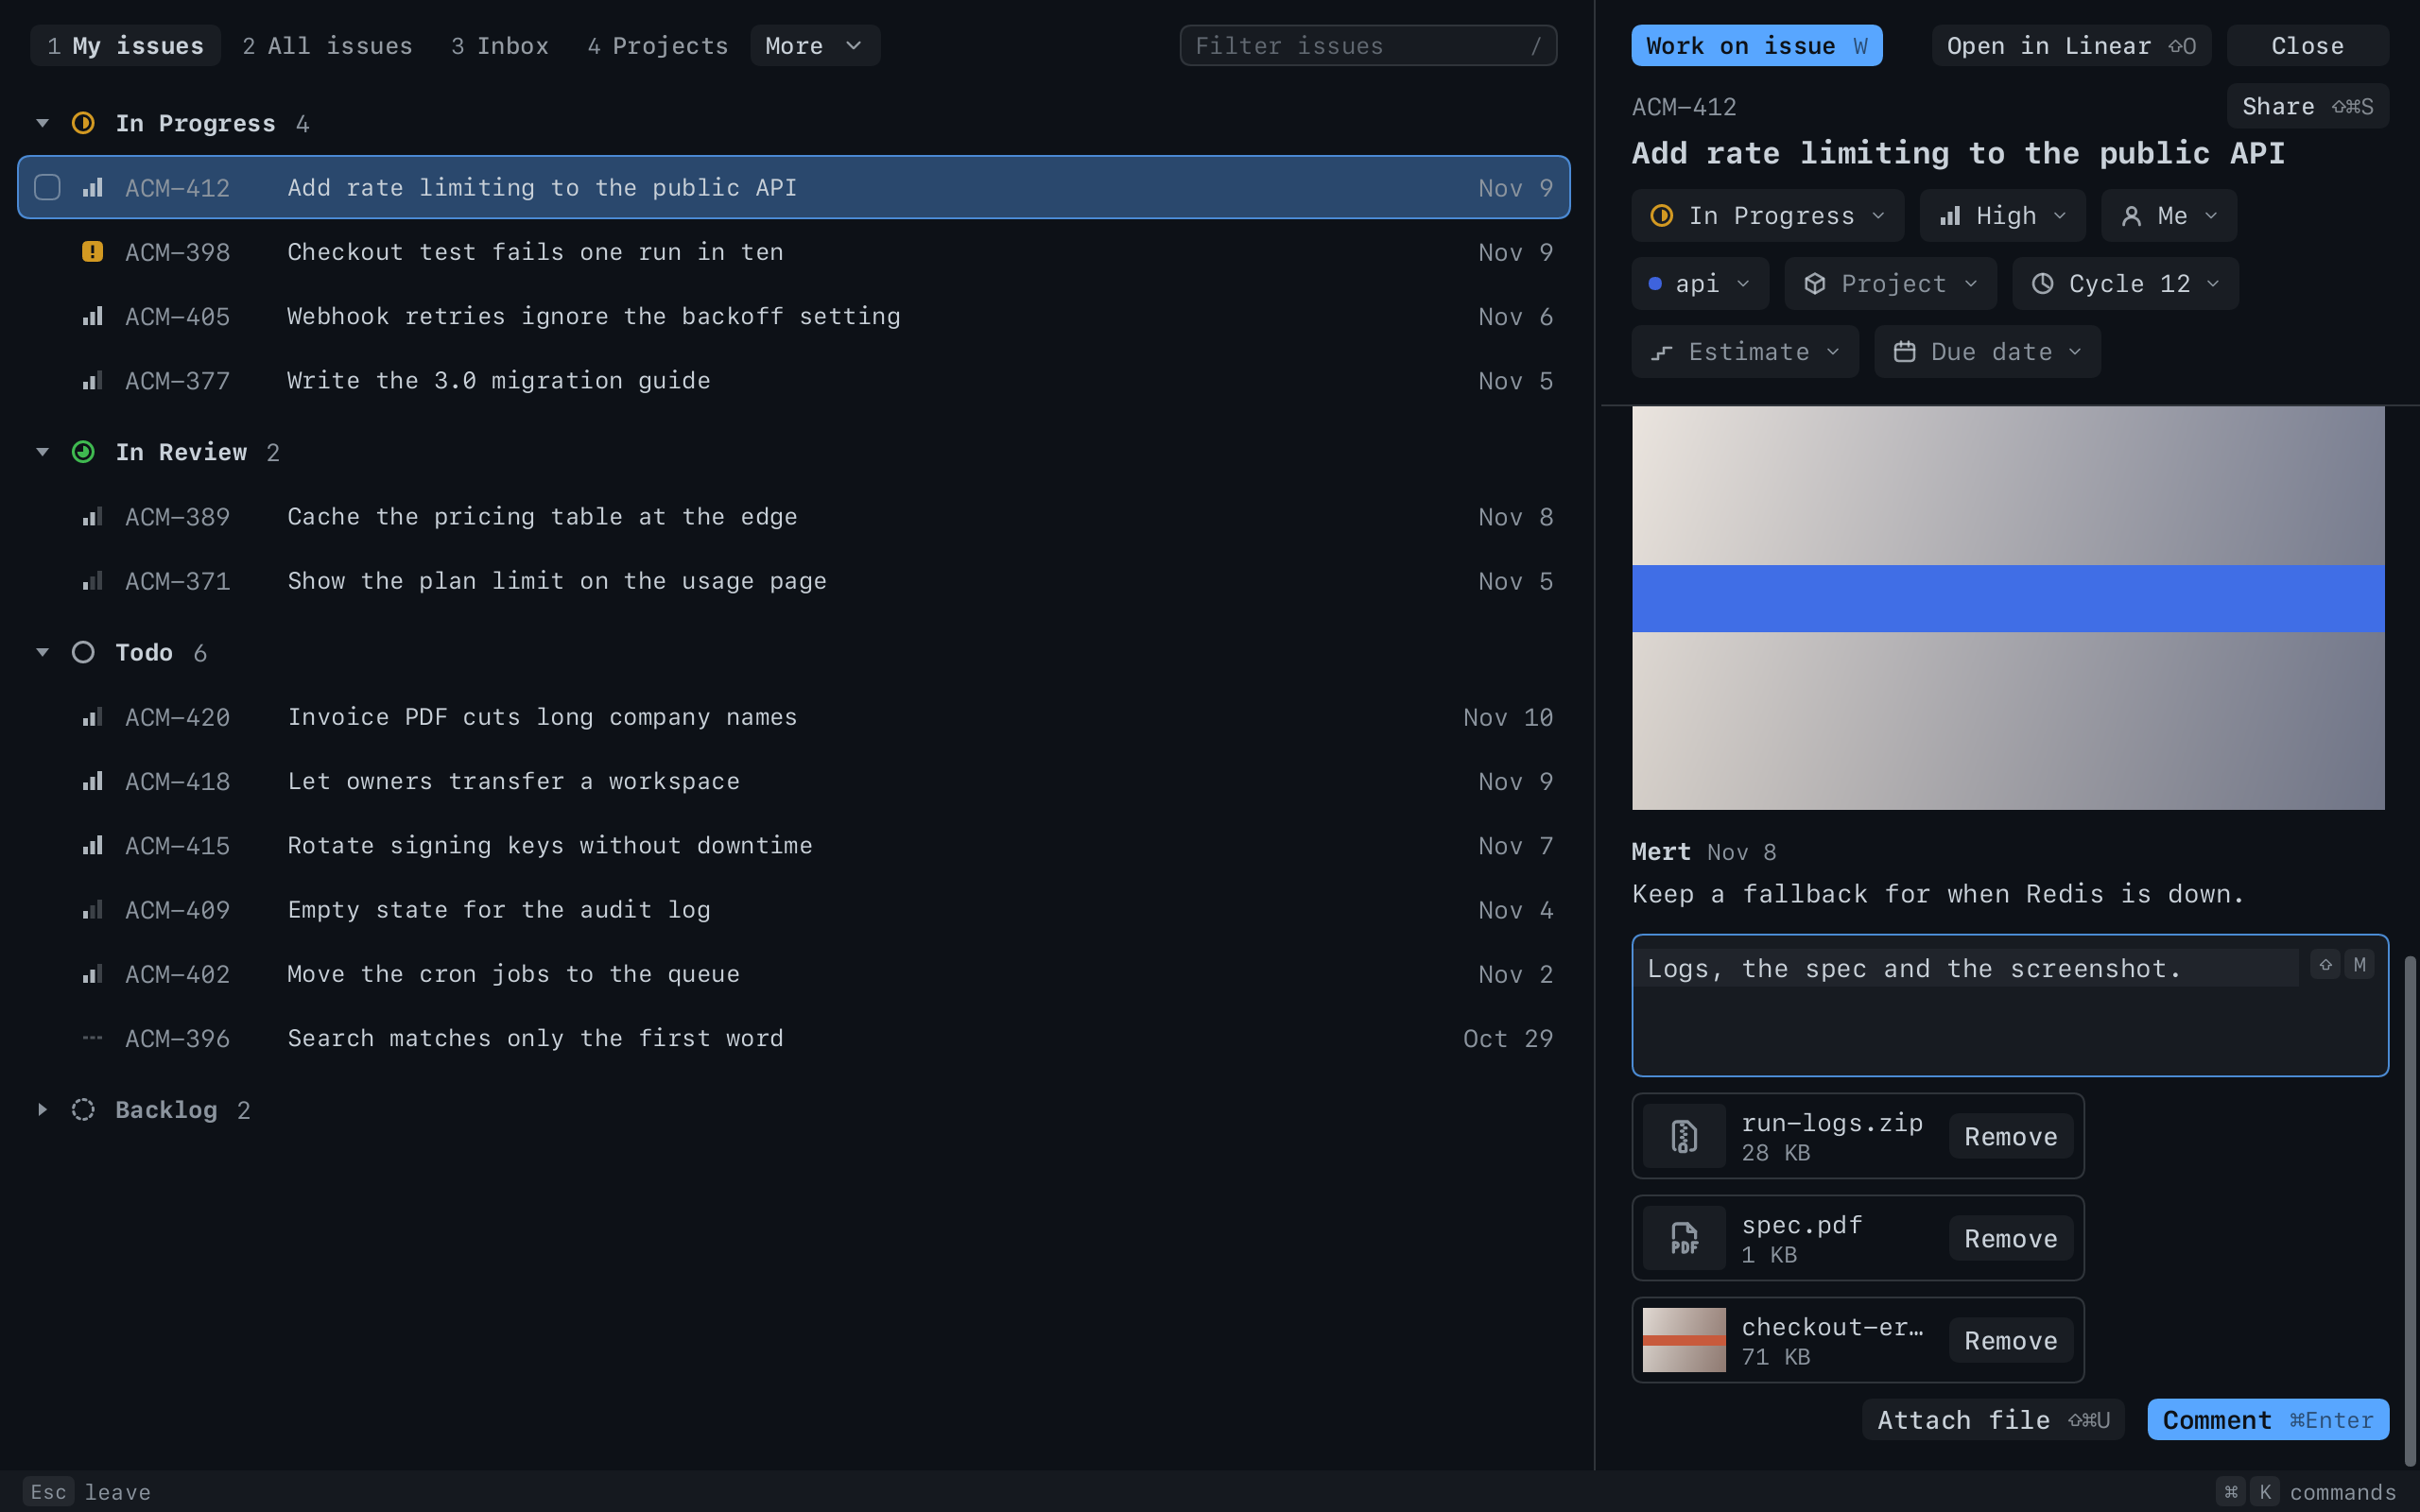 1 My issues 2 All issues 3 Inbox 4 Projects More
Filter issues /
In Progress 4
ACM-412 Add rate limiting to the public API Nov 9
ACM-398 Checkout test fails one run in ten Nov 9
ACM-405 Webhook retries ignore the backoff setting Nov 6
ACM-377 Write the 3.0 migration guide Nov 5
In Review 2
ACM-389 Cache the pricing table at the edge Nov 8
ACM-371 Show the plan limit on the usage page Nov 5
Todo 6
ACM-420 Invoice PDF cuts long company names Nov 10
ACM-418 Let owners transfer a workspace Nov 9
ACM-415 Rotate signing keys without downtime Nov 7
ACM-409 Empty state for the audit log Nov 4
ACM-402 Move the cron jobs to the queue Nov 2
ACM-396 Search matches only the first word Oct 29
Backlog 2
Work on issue W Open in Linear ⇧O Close
ACM-412 Share ⇧⌘S
Add rate limiting to the public API
In Progress High Me
api Project Cycle 12
Estimate Due date
Mert Nov 8
Keep a fallback for when Redis is down.
Logs, the spec and the screenshot. ⇧ M
run-logs.zip
28 KB
Remove
PDF
spec.pdf
1 KB
Remove
checkout-er…
71 KB
Remove
Attach file ⇧⌘U Comment ⌘Enter
Esc leave
⌘ K commands